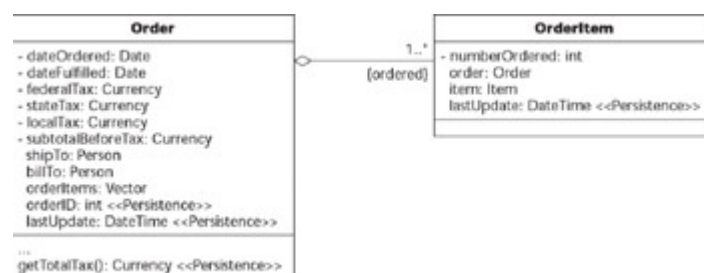 Order
- dateOrdered: Date
- dateFulfilled: Date
- federalTax: Currency
- stateTax: Currency
- localTax: Currency
- subtotalBeforeTax: Currency
shipTo: Person
billTo: Person
orderItems: Vector
orderID: int <<Persistence>>
lastUpdate: DateTime <<Persistence>>
...
getTotalTax(): Currency <<Persistence>>
1..*
{ordered}
OrderItem
- numberOrdered: int
order: Order
item: Item
lastUpdate: DateTime <<Persistence>>